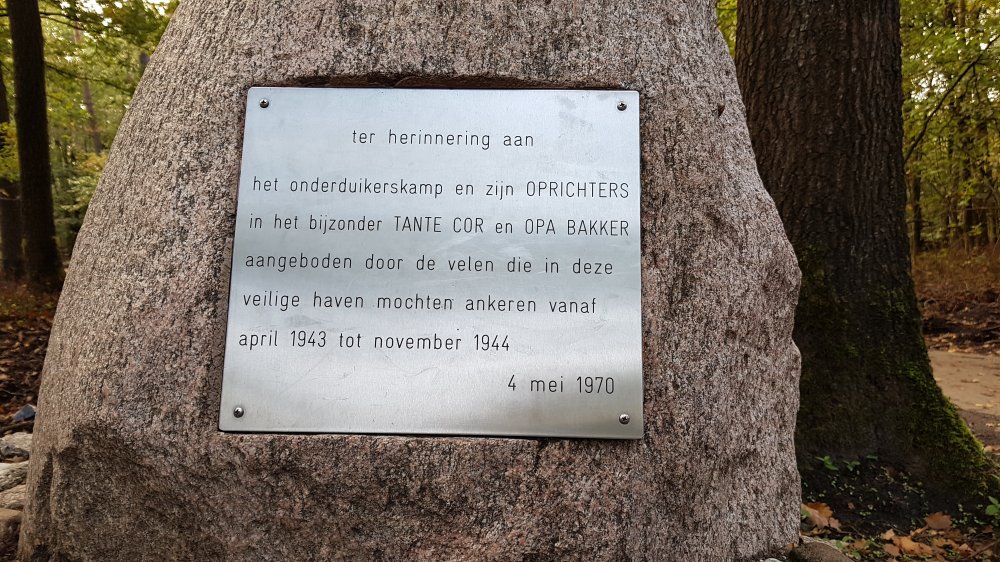 ter herinnering aan
het onderduikerskamp en zijn OPRICHTERS
in het bijzonder TANTE COR en OPA BAKKER
aangeboden door de velen die in deze
veilige haven mochten ankeren vanaf
april 1943 tot november 1944
4 mei 1970